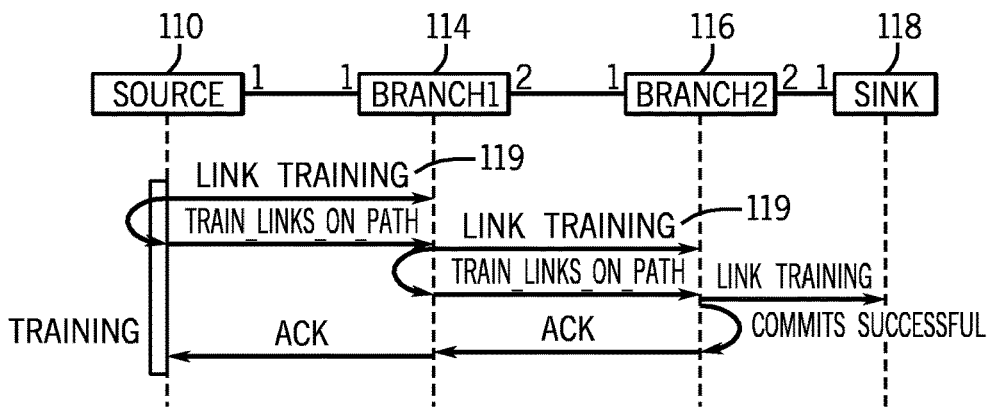 110 114 116 118
SOURCE 1 1 BRANCH1 2 1 BRANCH2 2 1 SINK
LINK TRAINING 119
TRAIN_LINKS_ON_PATH LINK TRAINING 119
TRAIN_LINKS_ON_PATH LINK TRAINING
TRAINING ACK ACK COMMITS SUCCESSFUL